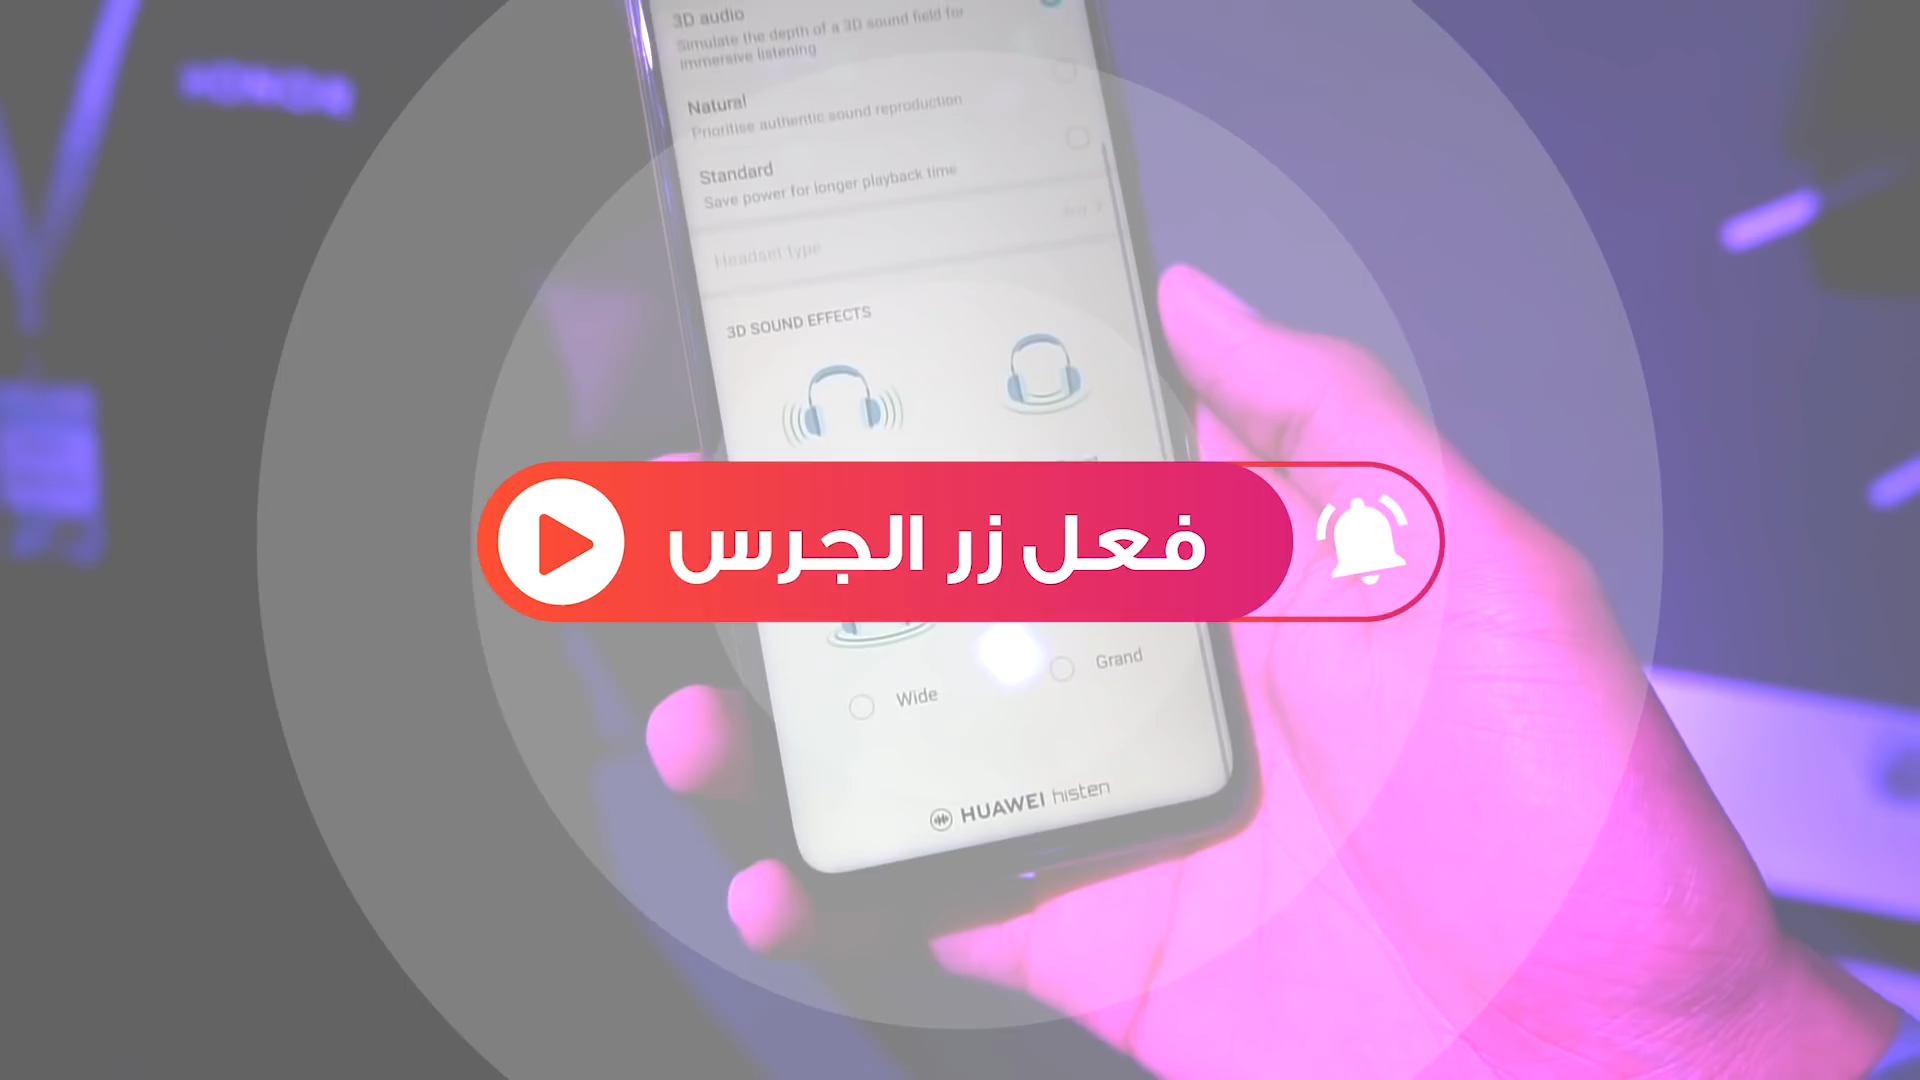 HONOR
3D audio
Simulate the depth of a 3D sound field for
immersive listening
Natural
Prioritise authentic sound reproduction
Standard
Save power for longer playback time
Headset type
3D SOUND EFFECTS
فعل زر الجرس
Wide
Grand
HUAWEI histen